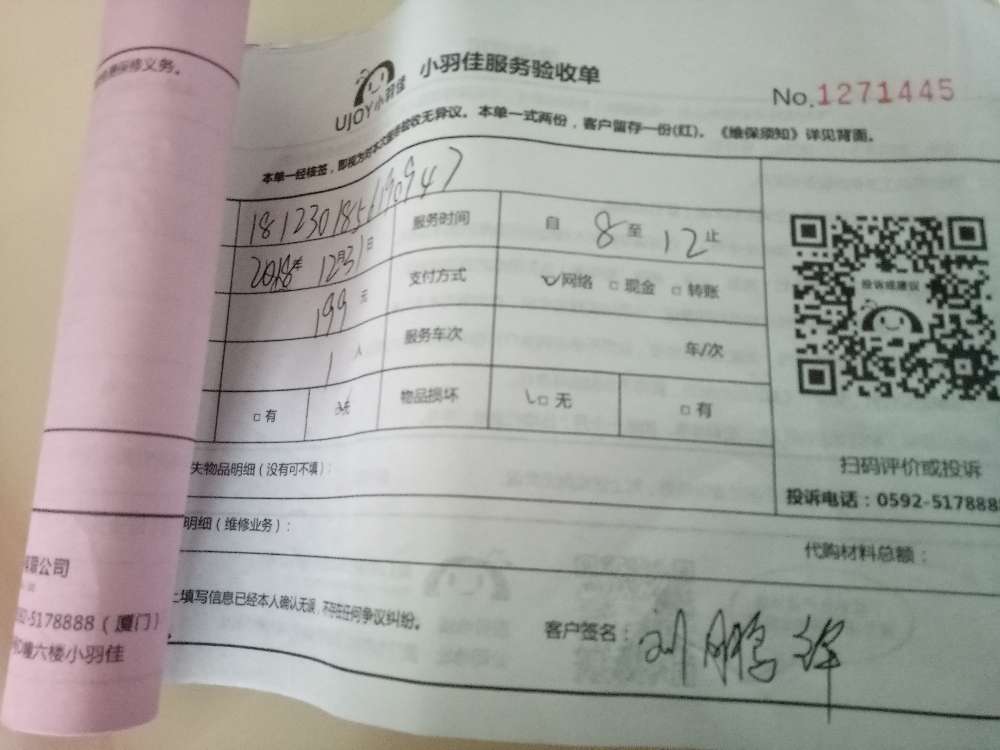 修义务。
UJOY小羽佳
小羽佳服务验收单
No.1271445
本单一经核签，即视为对本次服务验收无异议。本单一式两份，客户留存一份(红)。《维保须知》详见背面。
服务时间 自 8 至 12 止
2018年 12月31日 支付方式 网络 □现金 □转账
199 元
1 人 服务车次 车/次
□有 □无 物品损坏 □无 □有
投诉或建议
扫码评价或投诉
投诉电话：0592-517888
失物品明细（没有可不填）：
明细（维修业务）：
代购材料总额：
填写信息已经本人确认无误，不存在任何争议纠纷。
客户签名：刘鹏
公司
-5178888（厦门）
六楼小羽佳